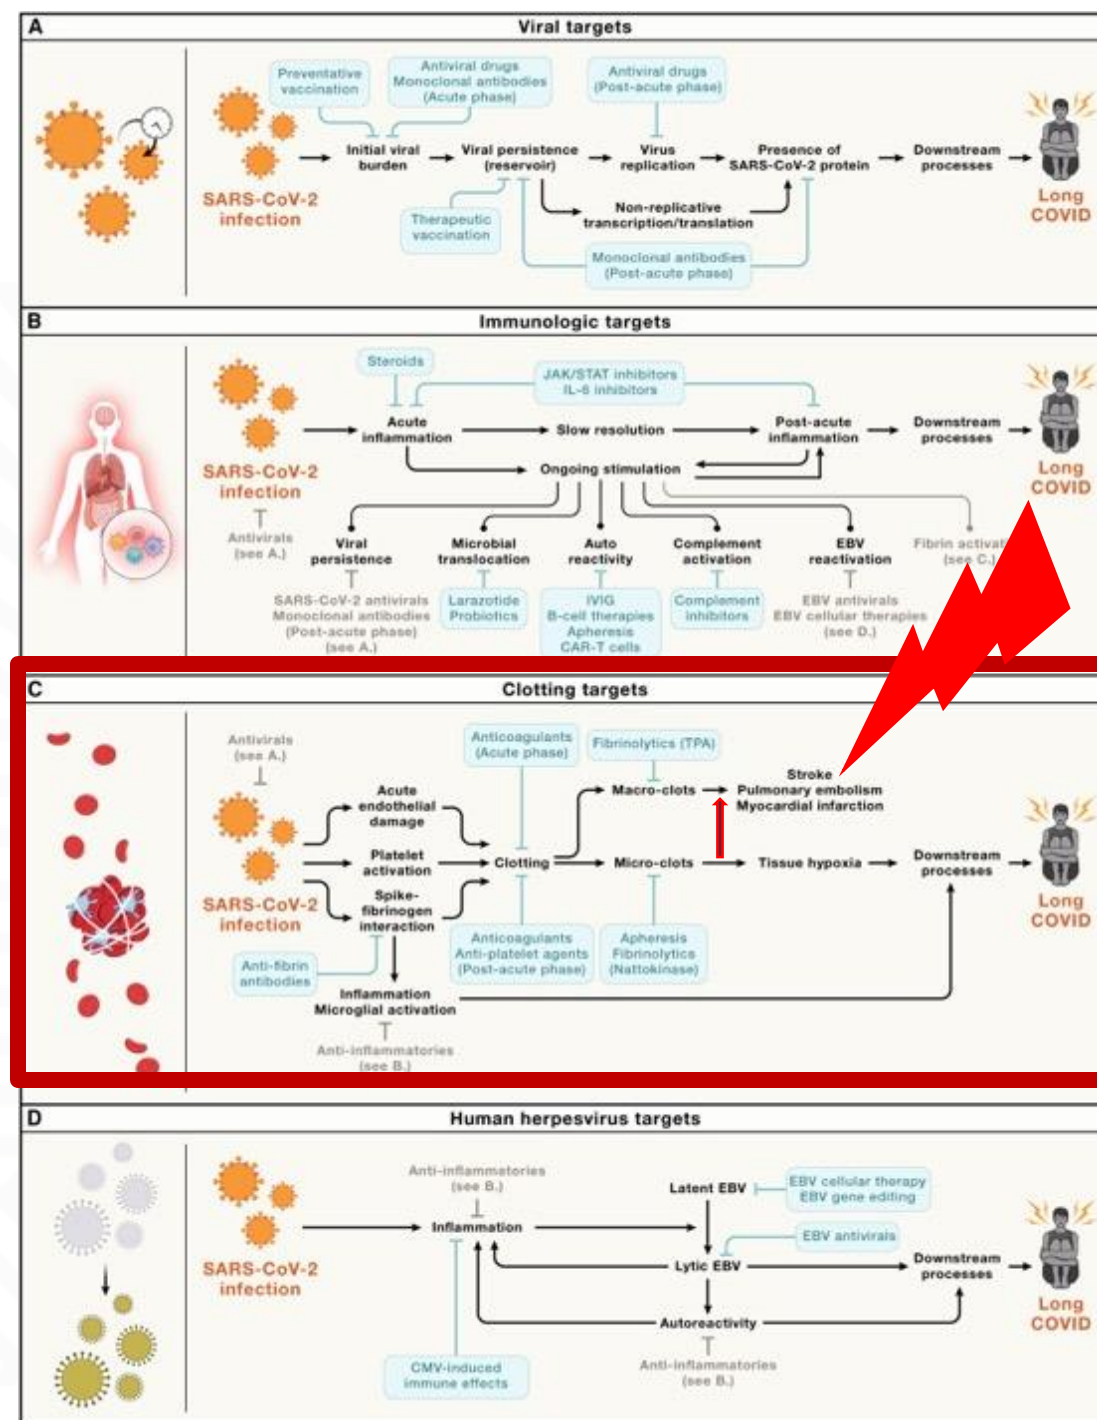 A
Viral targets
Preventative
vaccination
Antiviral drugs
Monoclonal antibodies
(Acute phase)
Antiviral drugs
(Post-acute phase)
SARS-CoV-2
infection
Initial viral
burden
Viral persistence
(reservoir)
Virus
replication
Presence of
SARS-CoV-2 protein
Downstream
processes
Long
COVID
Therapeutic
vaccination
Non-replicative
transcription/translation
Monoclonal antibodies
(Post-acute phase)
B
Immunologic targets
Steroids
JAK/STAT inhibitors
IL-6 inhibitors
SARS-CoV-2
infection
Acute
inflammation
Slow resolution
Post-acute
inflammation
Downstream
processes
Long
COVID
Ongoing stimulation
Antivirals
(see A.)
Viral
persistence
Microbial
translocation
Auto
reactivity
Complement
activation
EBV
reactivation
Fibrin activati
(see C.)
SARS-CoV-2 antivirals
Monoclonal antibodies
(Post-acute phase)
(see A.)
Larazotide
Probiotics
IVIG
B-cell therapies
Apheresis
CAR-T cells
Complement
inhibitors
EBV antivirals
EBV cellular therapies
(see D.)
C
Clotting targets
Antivirals
(see A.)
Anticoagulants
(Acute phase)
Fibrinolytics (TPA)
SARS-CoV-2
infection
Acute
endothelial
damage
Platelet
activation
Spike-
fibrinogen
interaction
Clotting
Macro-clots
Stroke
Pulmonary embolism
Myocardial infarction
Micro-clots
Tissue hypoxia
Downstream
processes
Long
COVID
Anti-fibrin
antibodies
Anticoagulants
Anti-platelet agents
(Post-acute phase)
Apheresis
Fibrinolytics
(Nattokinase)
Inflammation
Microglial activation
Anti-inflammatories
(see B.)
D
Human herpesvirus targets
Anti-inflammatories
(see B.)
Latent EBV
EBV cellular therapy
EBV gene editing
SARS-CoV-2
infection
Inflammation
EBV antivirals
Lytic EBV
Downstream
processes
Long
COVID
Autoreactivity
CMV-induced
immune effects
Anti-inflammatories
(see B.)